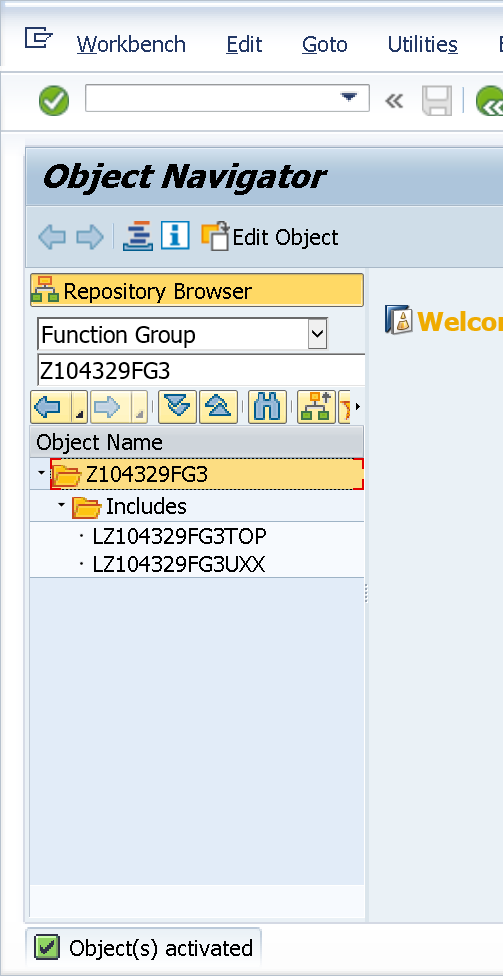 Workbench Edit Goto Utilities
Object Navigator
Edit Object
Repository Browser
Function Group
Z104329FG3
Object Name
Z104329FG3
Includes
LZ104329FG3TOP
LZ104329FG3UXX
Object(s) activated